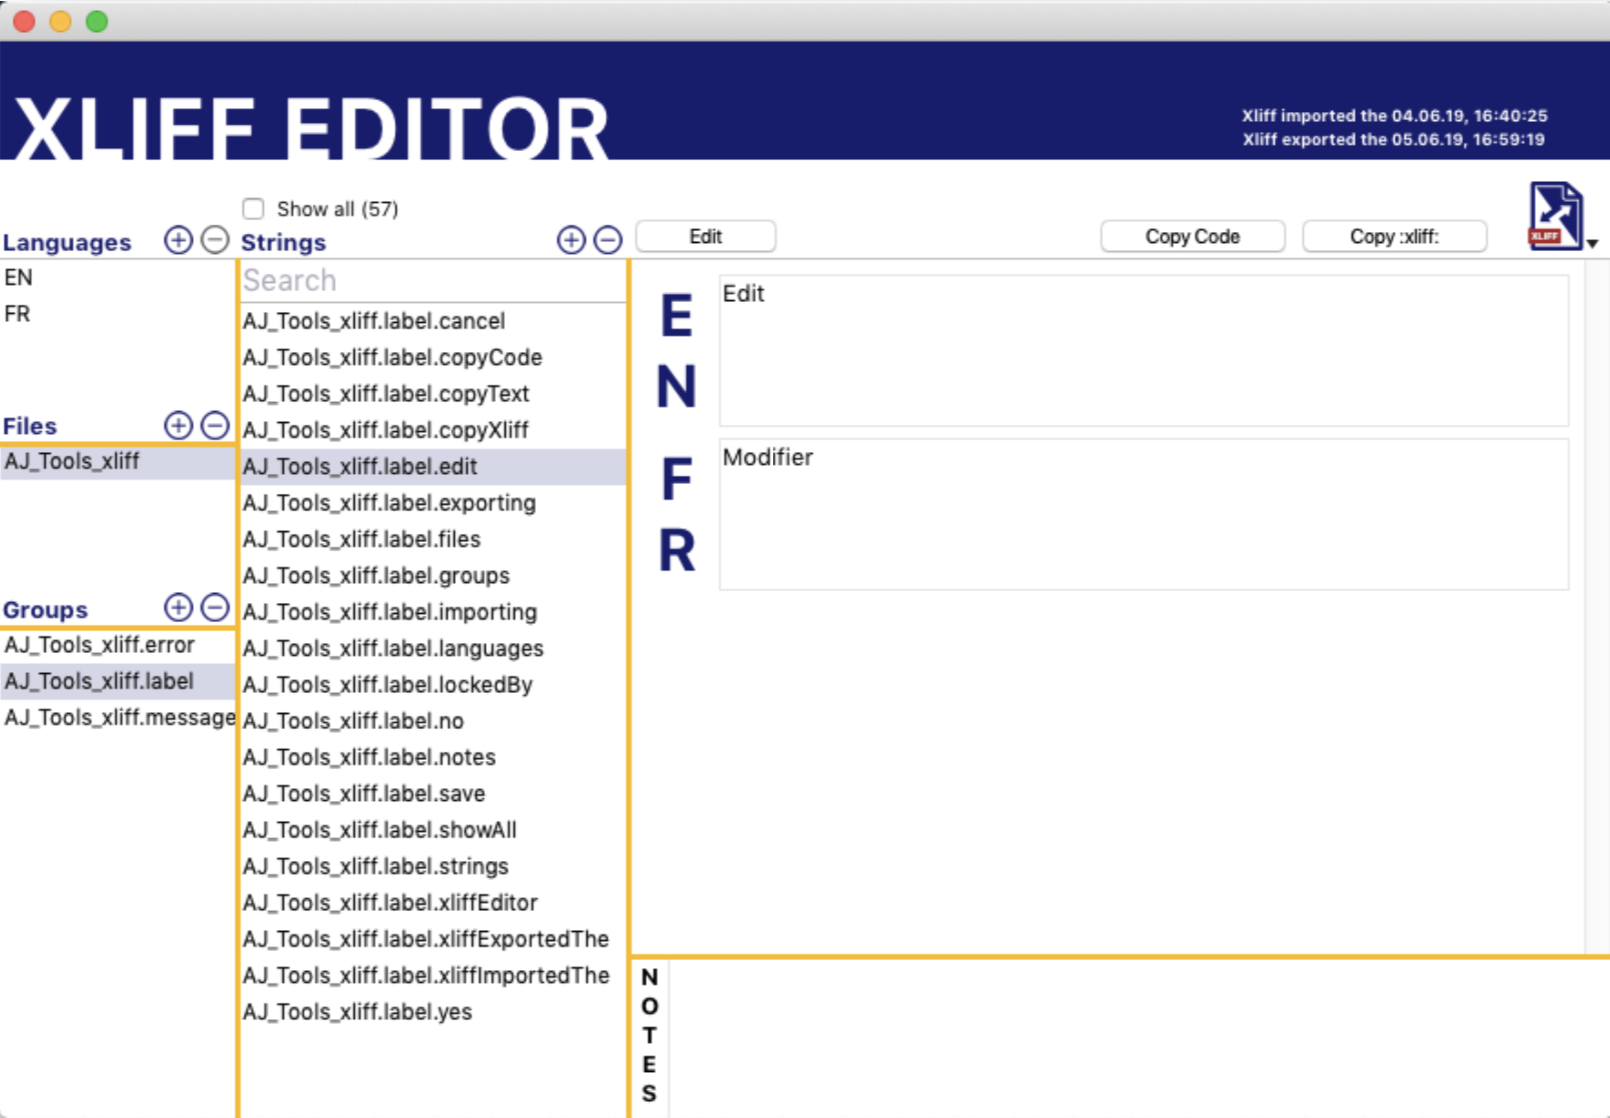 XLIFF EDITOR
Xliff imported the 04.06.19, 16:40:25
Xliff exported the 05.06.19, 16:59:19
Show all (57)
Languages
Strings
Edit
Copy Code
Copy :xliff:
XLIFF
EN
FR
Files
AJ_Tools_xliff
Groups
AJ_Tools_xliff.error
AJ_Tools_xliff.label
AJ_Tools_xliff.message
Search
AJ_Tools_xliff.label.cancel
AJ_Tools_xliff.label.copyCode
AJ_Tools_xliff.label.copyText
AJ_Tools_xliff.label.copyXliff
AJ_Tools_xliff.label.edit
AJ_Tools_xliff.label.exporting
AJ_Tools_xliff.label.files
AJ_Tools_xliff.label.groups
AJ_Tools_xliff.label.importing
AJ_Tools_xliff.label.languages
AJ_Tools_xliff.label.lockedBy
AJ_Tools_xliff.label.no
AJ_Tools_xliff.label.notes
AJ_Tools_xliff.label.save
AJ_Tools_xliff.label.showAll
AJ_Tools_xliff.label.strings
AJ_Tools_xliff.label.xliffEditor
AJ_Tools_xliff.label.xliffExportedThe
AJ_Tools_xliff.label.xliffImportedThe
AJ_Tools_xliff.label.yes
EN
Edit
FR
Modifier
NOTES